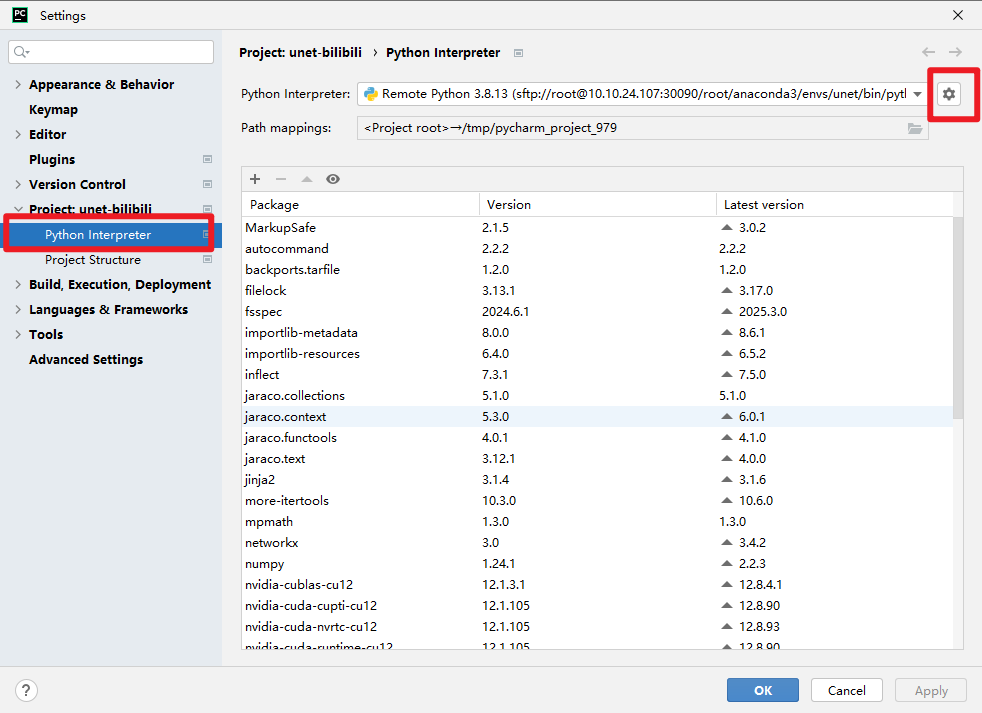 PC Settings
Project: unet-bilibili › Python Interpreter
Appearance & Behavior
Keymap
Editor
Plugins
Version Control
Project: unet-bilibili
Python Interpreter
Project Structure
Build, Execution, Deployment
Languages & Frameworks
Tools
Advanced Settings
Python Interpreter: Remote Python 3.8.13 (sftp://root@10.10.24.107:30090/root/anaconda3/envs/unet/bin/pytl
Path mappings: <Project root>→/tmp/pycharm_project_979
Package Version Latest version
MarkupSafe 2.1.5 3.0.2
autocommand 2.2.2 2.2.2
backports.tarfile 1.2.0 1.2.0
filelock 3.13.1 3.17.0
fsspec 2024.6.1 2025.3.0
importlib-metadata 8.0.0 8.6.1
importlib-resources 6.4.0 6.5.2
inflect 7.3.1 7.5.0
jaraco.collections 5.1.0 5.1.0
jaraco.context 5.3.0 6.0.1
jaraco.functools 4.0.1 4.1.0
jaraco.text 3.12.1 4.0.0
jinja2 3.1.4 3.1.6
more-itertools 10.3.0 10.6.0
mpmath 1.3.0 1.3.0
networkx 3.0 3.4.2
numpy 1.24.1 2.2.3
nvidia-cublas-cu12 12.1.3.1 12.8.4.1
nvidia-cuda-cupti-cu12 12.1.105 12.8.90
nvidia-cuda-nvrtc-cu12 12.1.105 12.8.93
nvidia-cuda-runtime-cu12 12.1.105 12.8.90
? OK Cancel Apply